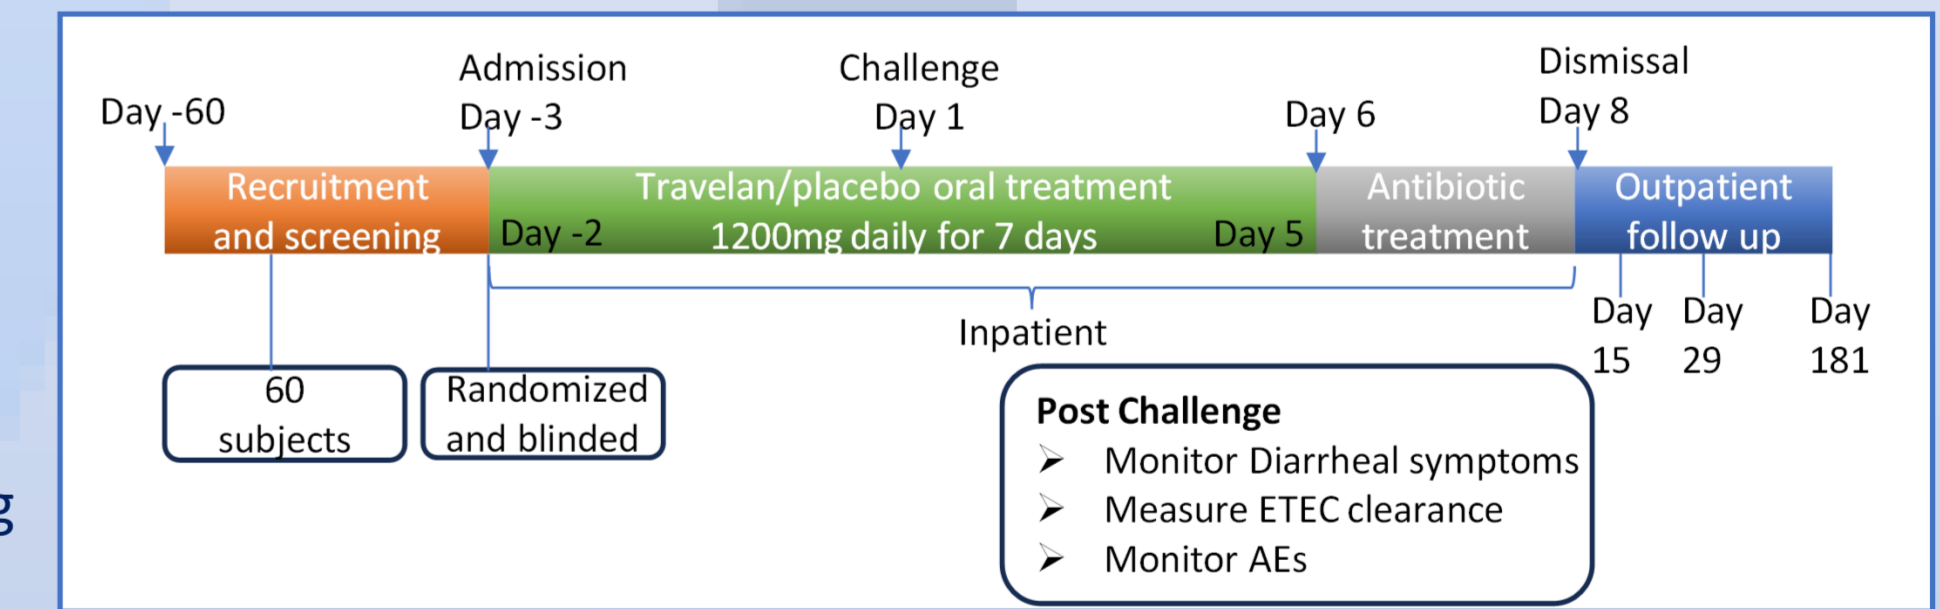 Day -60
Admission
Day -3
Challenge
Day 1
Day 6
Dismissal
Day 8
Recruitment
and screening
Day -2
Travelan/placebo oral treatment
1200mg daily for 7 days
Day 5
Antibiotic
treatment
Outpatient
follow up
Inpatient
Day
15
Day
29
Day
181
60
subjects
Randomized
and blinded
Post Challenge
➢ Monitor Diarrheal symptoms
➢ Measure ETEC clearance
➢ Monitor AEs
g